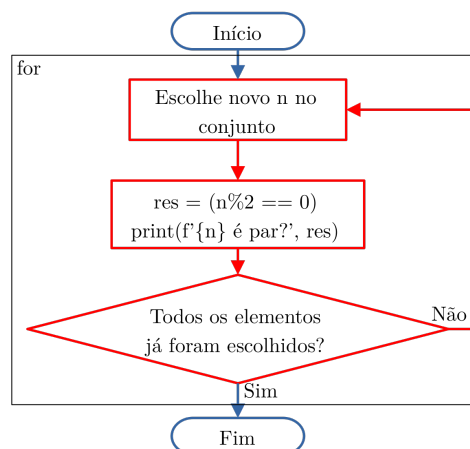 Início
for
Escolhe novo n no
conjunto
res = (n%2 == 0)
print(f'{n} é par?', res)
Todos os elementos
já foram escolhidos?
Não
Sim
Fim